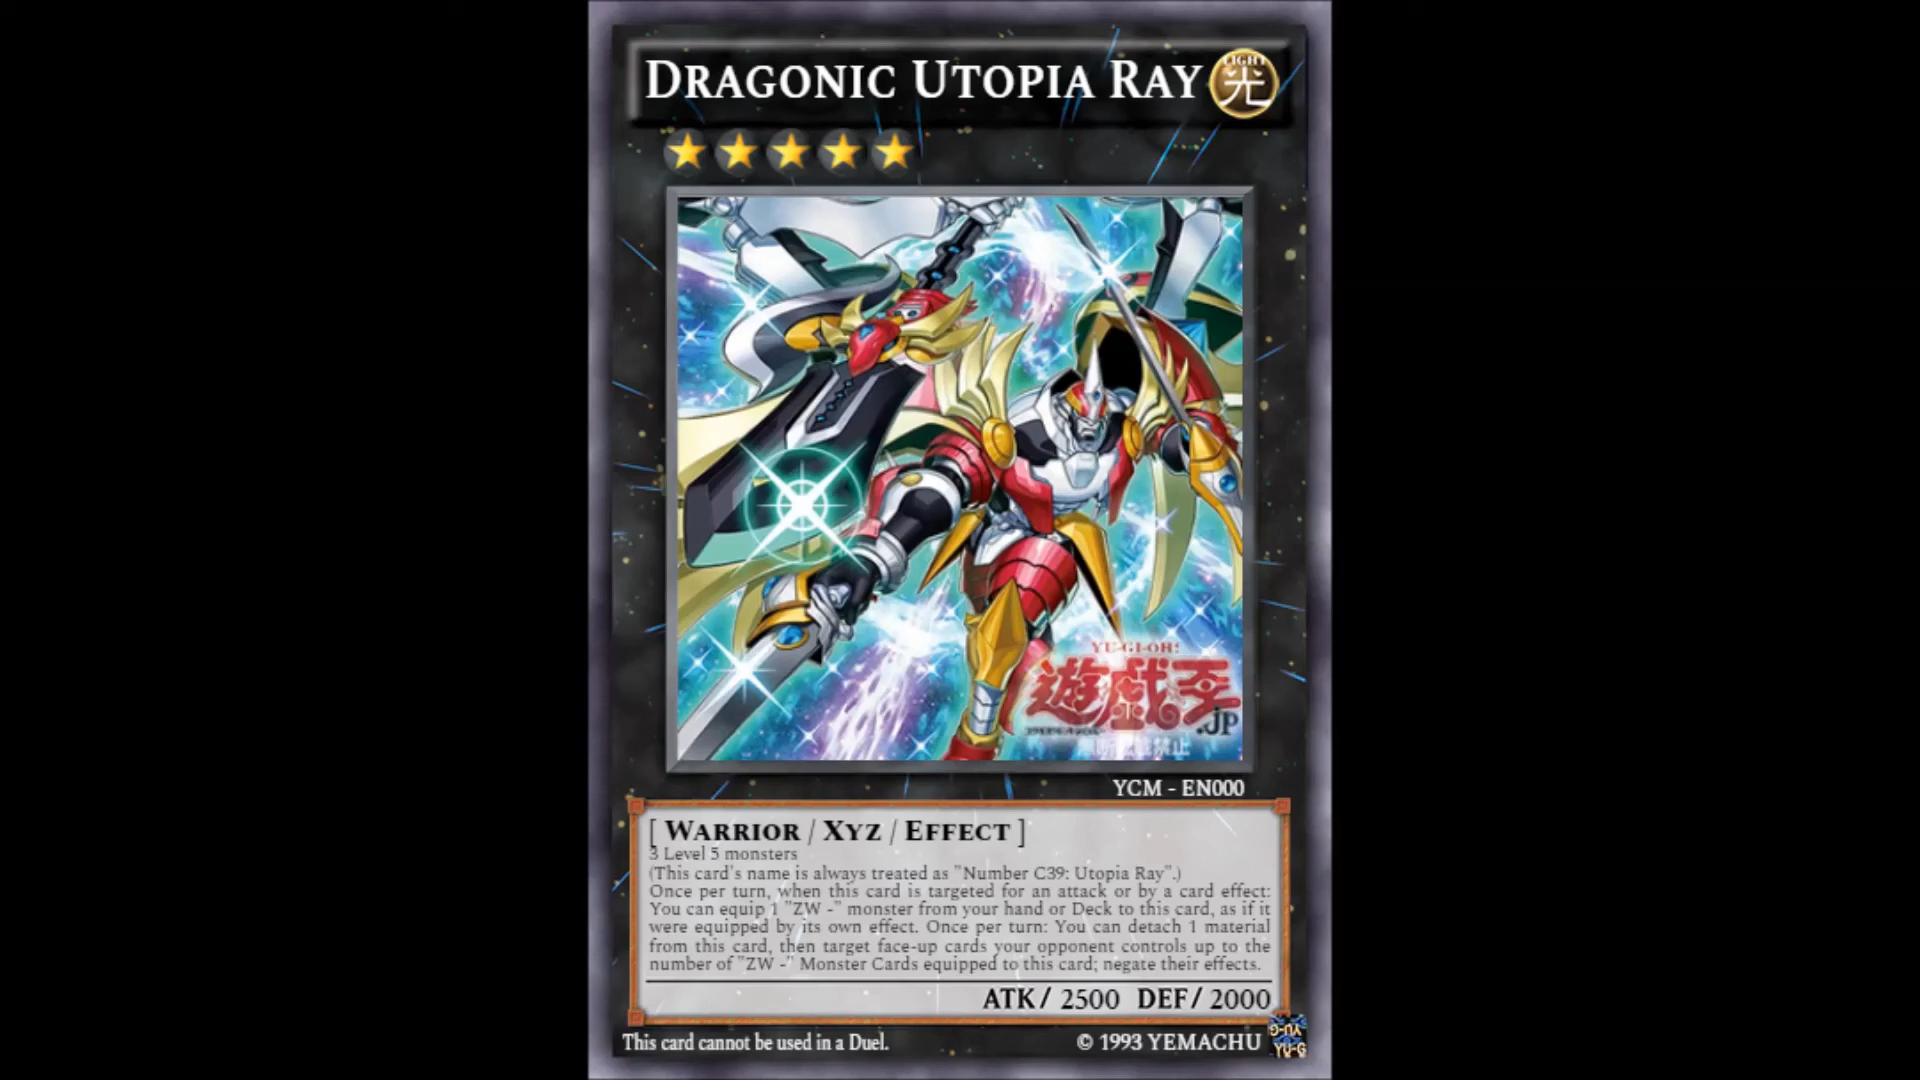 DRAGONIC UTOPIA RAY
LIGHT
光
YU-GI-OH!
遊戯王
.JP
YCM - EN000
[ WARRIOR / XYZ / EFFECT ]
3 Level 5 monsters
(This card's name is always treated as "Number C39: Utopia Ray".)
Once per turn, when this card is targeted for an attack or by a card effect:
You can equip 1 "ZW -" monster from your hand or Deck to this card, as if it
were equipped by its own effect. Once per turn: You can detach 1 material
from this card, then target face-up cards your opponent controls up to the
number of "ZW -" Monster Cards equipped to this card; negate their effects.
ATK / 2500 DEF / 2000
This card cannot be used in a Duel.
© 1993 YEMACHU